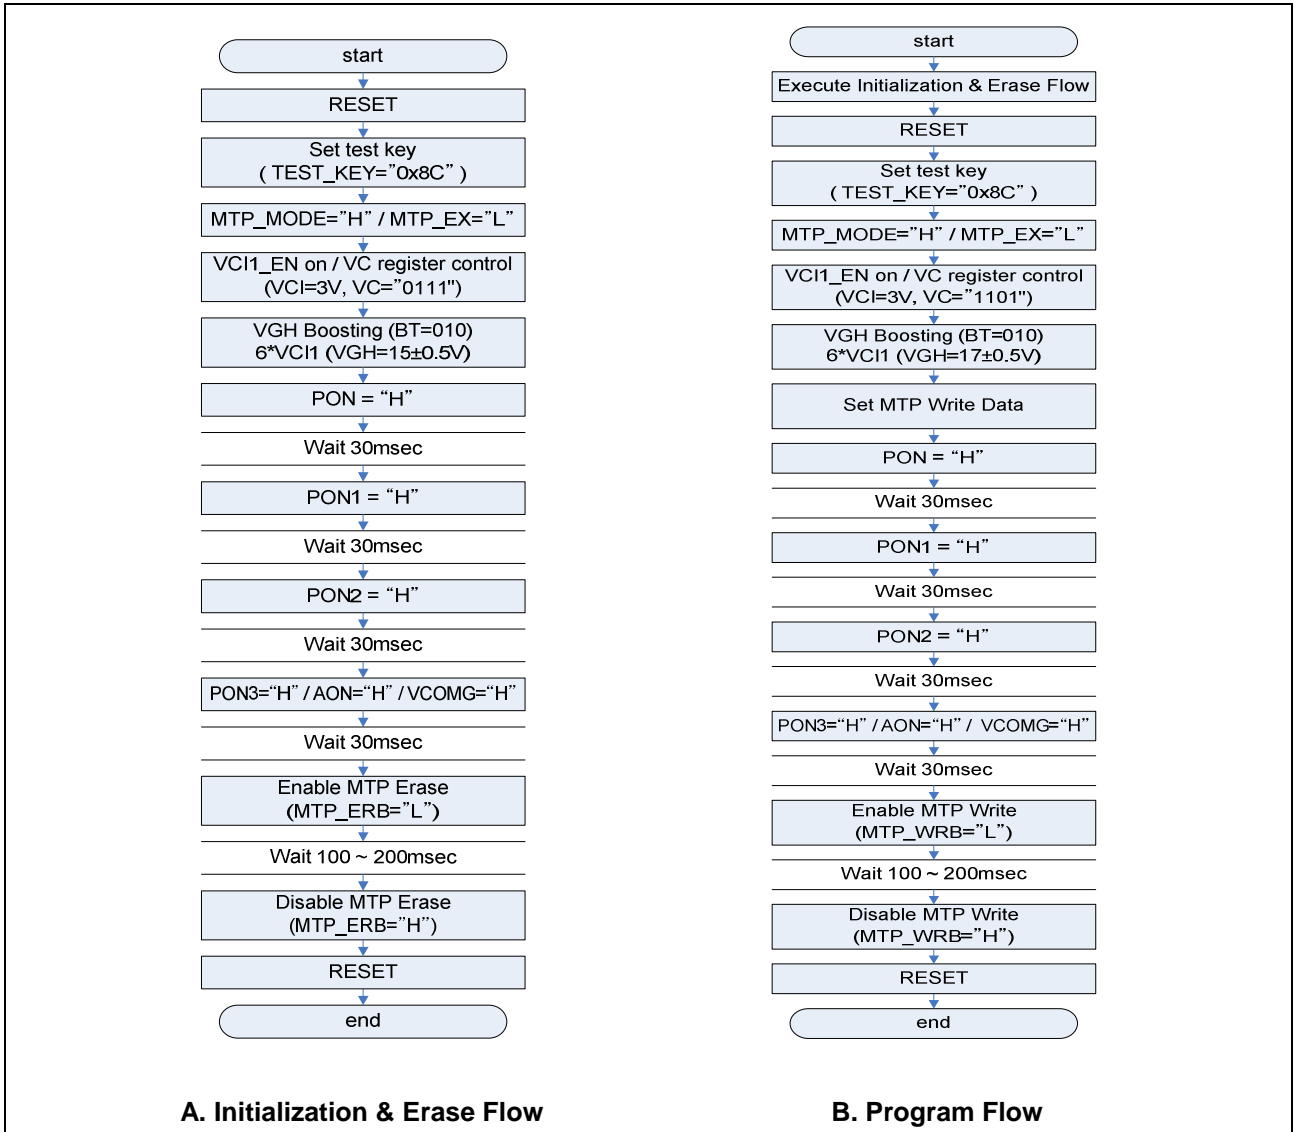 start
RESET
Set test key
( TEST_KEY="0x8C" )
MTP_MODE="H" / MTP_EX="L"
VCI1_EN on / VC register control
(VCI=3V, VC="0111")
VGH Boosting (BT=010)
6*VCI1 (VGH=15±0.5V)
PON = "H"
Wait 30msec
PON1 = "H"
Wait 30msec
PON2 = "H"
Wait 30msec
PON3="H" / AON="H" / VCOMG="H"
Wait 30msec
Enable MTP Erase
(MTP_ERB="L")
Wait 100 ~ 200msec
Disable MTP Erase
(MTP_ERB="H")
RESET
end
A. Initialization & Erase Flow
start
Execute Initialization & Erase Flow
RESET
Set test key
( TEST_KEY="0x8C" )
MTP_MODE="H" / MTP_EX="L"
VCI1_EN on / VC register control
(VCI=3V, VC="1101")
VGH Boosting (BT=010)
6*VCI1 (VGH=17±0.5V)
Set MTP Write Data
PON = "H"
Wait 30msec
PON1 = "H"
Wait 30msec
PON2 = "H"
Wait 30msec
PON3="H" / AON="H" / VCOMG="H"
Wait 30msec
Enable MTP Write
(MTP_WRB="L")
Wait 100 ~ 200msec
Disable MTP Write
(MTP_WRB="H")
RESET
end
B. Program Flow